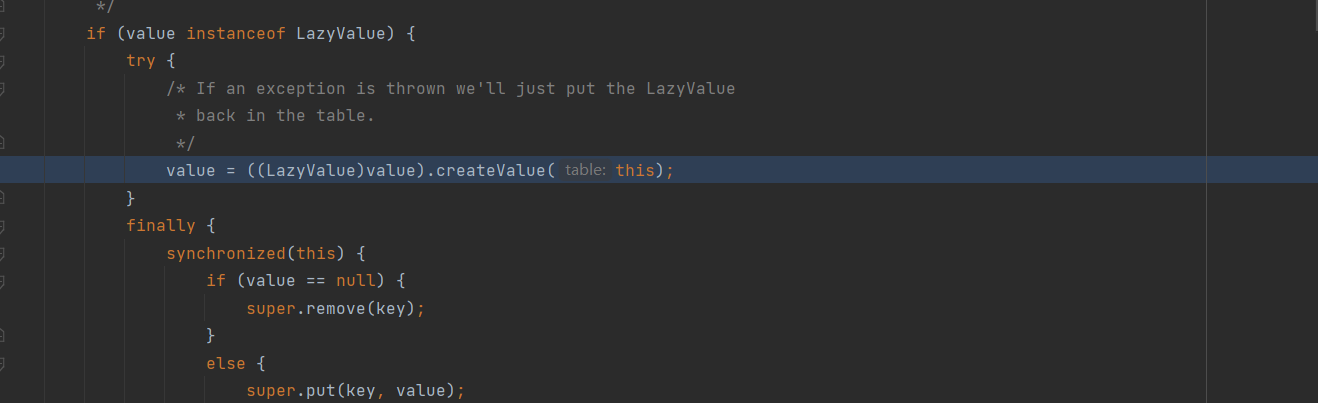 */
if (value instanceof LazyValue) {
try {
/* If an exception is thrown we'll just put the LazyValue
* back in the table.
*/
value = ((LazyValue)value).createValue( table: this);
}
finally {
synchronized(this) {
if (value == null) {
super.remove(key);
}
else {
super.put(key, value);